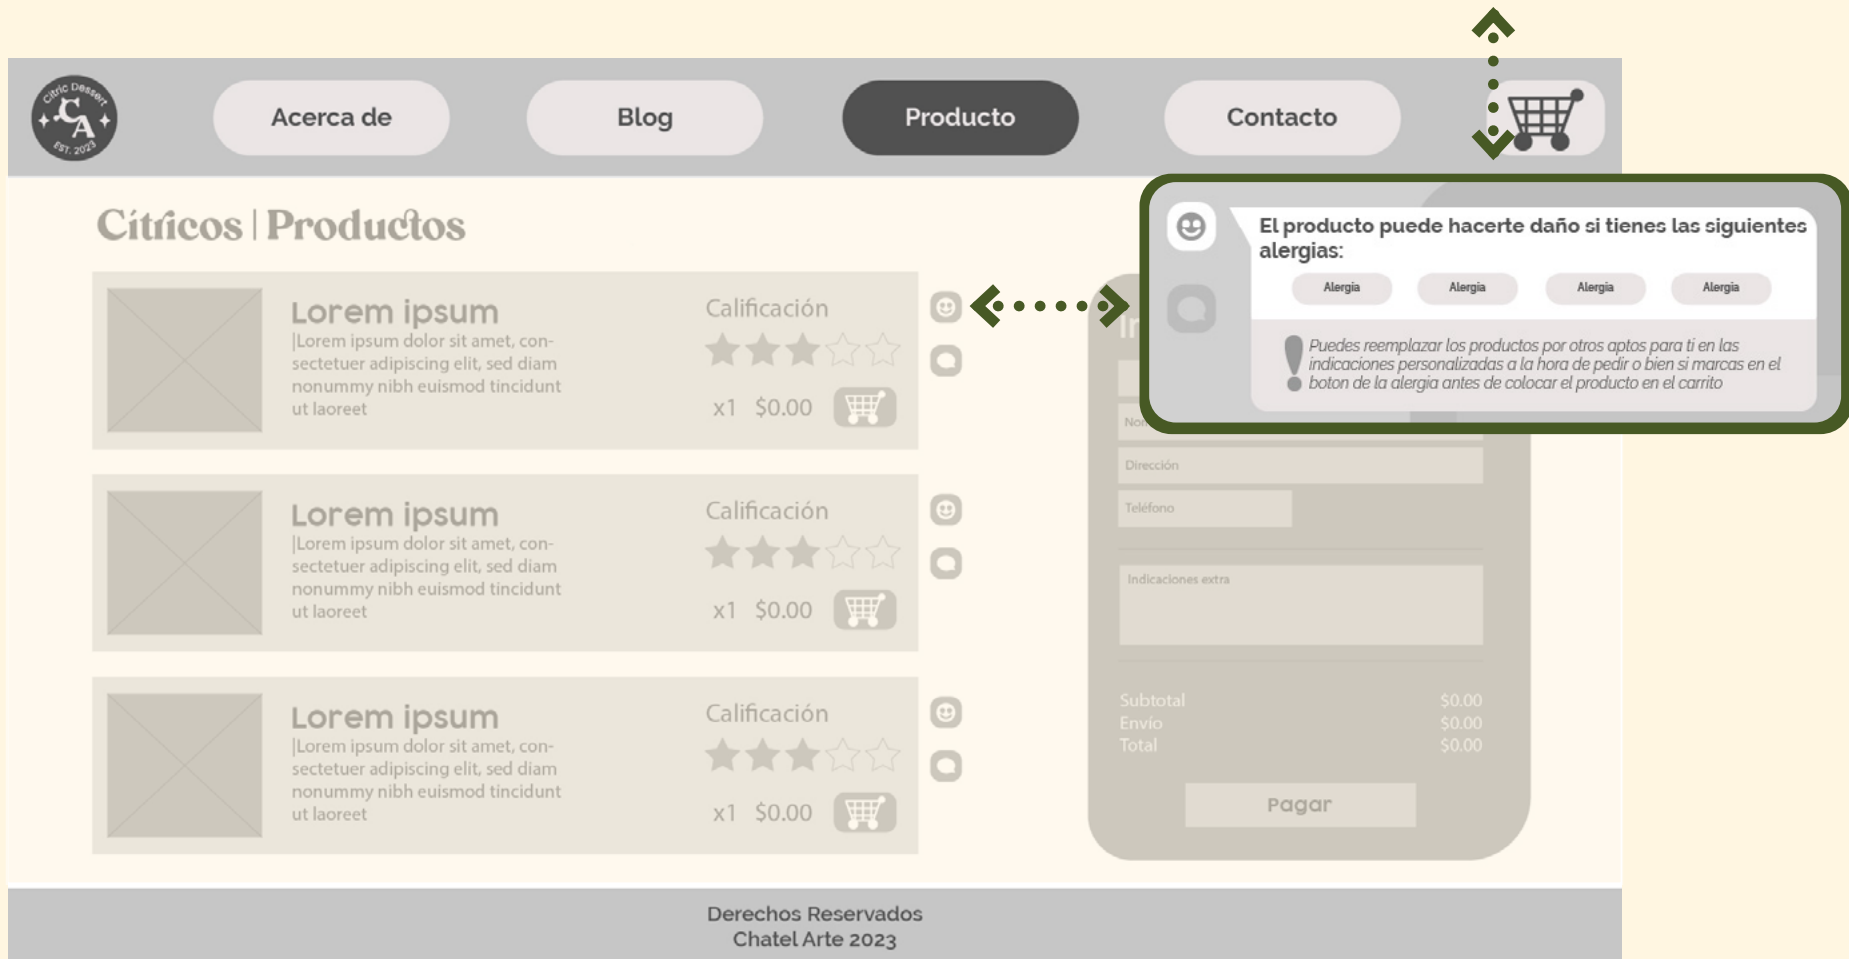 Citric Dessert
CA
EST. 2023
Acerca de
Blog
Producto
Contacto
Cítricos | Productos
Lorem ipsum
|Lorem ipsum dolor sit amet, con-
sectetuer adipiscing elit, sed diam
nonummy nibh euismod tincidunt
ut laoreet
Calificación
x1 $0.00
Lorem ipsum
|Lorem ipsum dolor sit amet, con-
sectetuer adipiscing elit, sed diam
nonummy nibh euismod tincidunt
ut laoreet
Calificación
x1 $0.00
Lorem ipsum
|Lorem ipsum dolor sit amet, con-
sectetuer adipiscing elit, sed diam
nonummy nibh euismod tincidunt
ut laoreet
Calificación
x1 $0.00
El producto puede hacerte daño si tienes las siguientes
alergias:
Alergia
Alergia
Alergia
Alergia
Puedes reemplazar los productos por otros aptos para ti en las
indicaciones personalizadas a la hora de pedir o bien si marcas en el
boton de la alergia antes de colocar el producto en el carrito
Dirección
Teléfono
Indicaciones extra
Subtotal $0.00
Envío $0.00
Total $0.00
Pagar
Derechos Reservados
Chatel Arte 2023